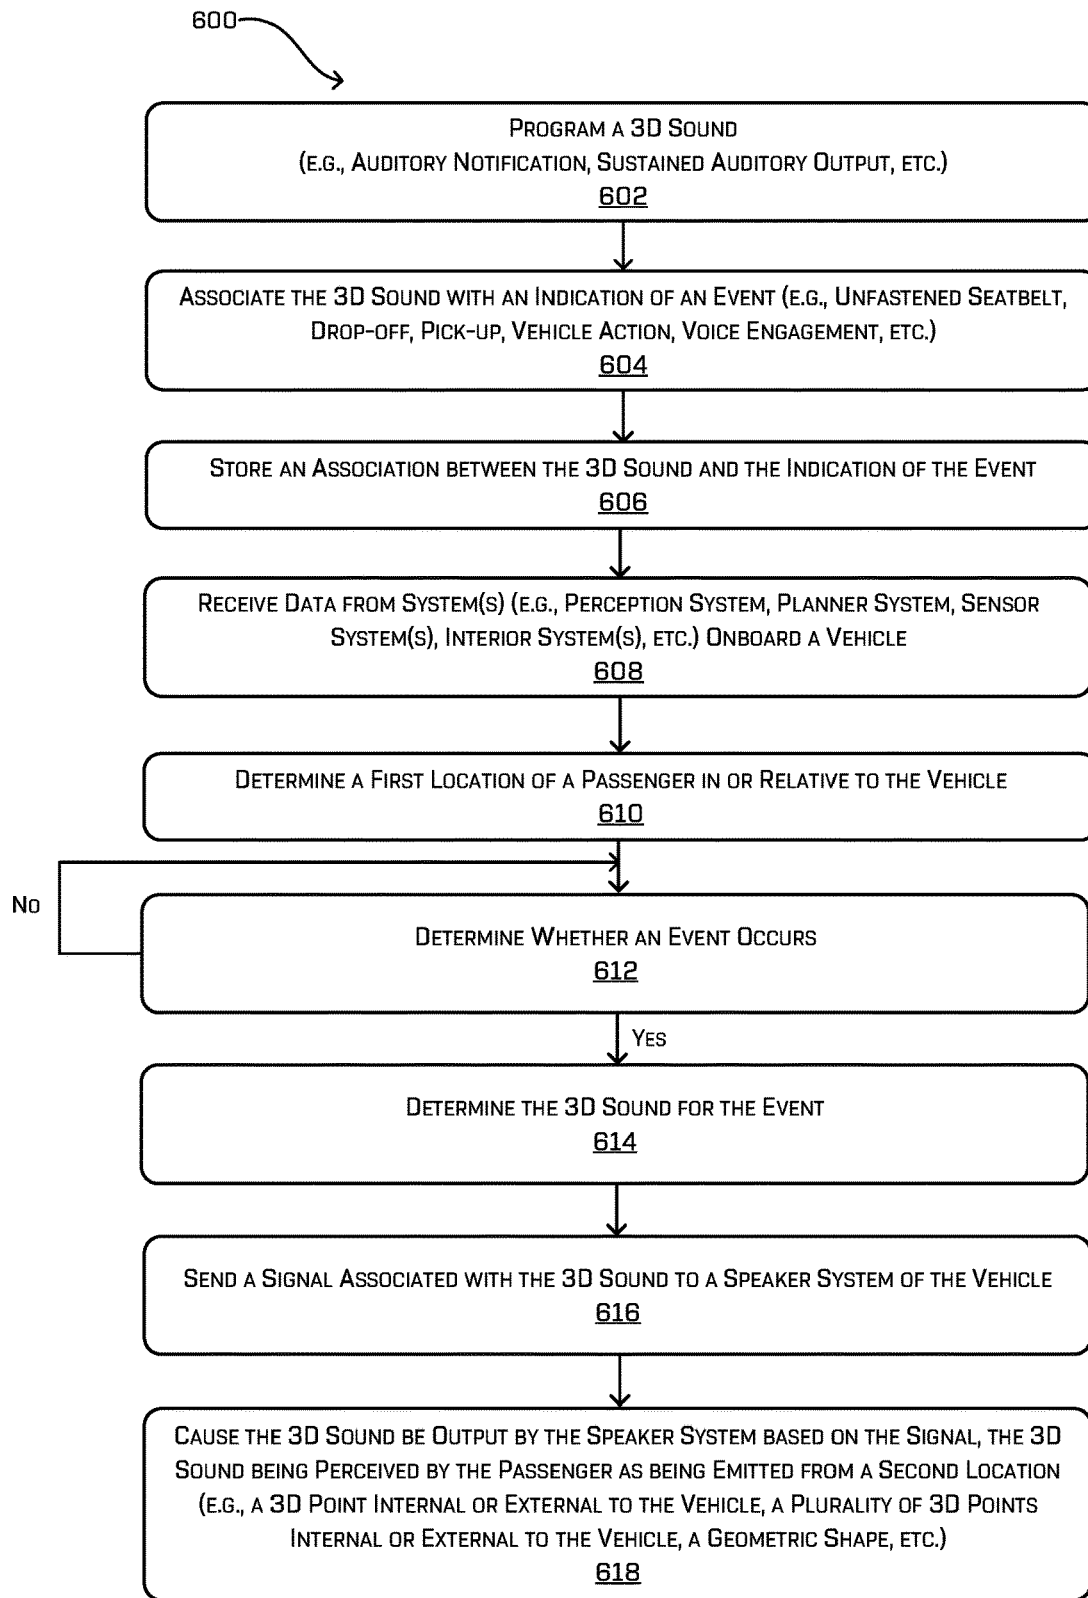 600
PROGRAM A 3D SOUND
(E.G., AUDITORY NOTIFICATION, SUSTAINED AUDITORY OUTPUT, ETC.)
602
ASSOCIATE THE 3D SOUND WITH AN INDICATION OF AN EVENT (E.G., UNFASTENED SEATBELT,
DROP-OFF, PICK-UP, VEHICLE ACTION, VOICE ENGAGEMENT, ETC.)
604
STORE AN ASSOCIATION BETWEEN THE 3D SOUND AND THE INDICATION OF THE EVENT
606
RECEIVE DATA FROM SYSTEM(S) (E.G., PERCEPTION SYSTEM, PLANNER SYSTEM, SENSOR
SYSTEM(S), INTERIOR SYSTEM(S), ETC.) ONBOARD A VEHICLE
608
DETERMINE A FIRST LOCATION OF A PASSENGER IN OR RELATIVE TO THE VEHICLE
610
NO
DETERMINE WHETHER AN EVENT OCCURS
612
YES
DETERMINE THE 3D SOUND FOR THE EVENT
614
SEND A SIGNAL ASSOCIATED WITH THE 3D SOUND TO A SPEAKER SYSTEM OF THE VEHICLE
616
CAUSE THE 3D SOUND BE OUTPUT BY THE SPEAKER SYSTEM BASED ON THE SIGNAL, THE 3D
SOUND BEING PERCEIVED BY THE PASSENGER AS BEING EMITTED FROM A SECOND LOCATION
(E.G., A 3D POINT INTERNAL OR EXTERNAL TO THE VEHICLE, A PLURALITY OF 3D POINTS
INTERNAL OR EXTERNAL TO THE VEHICLE, A GEOMETRIC SHAPE, ETC.)
618